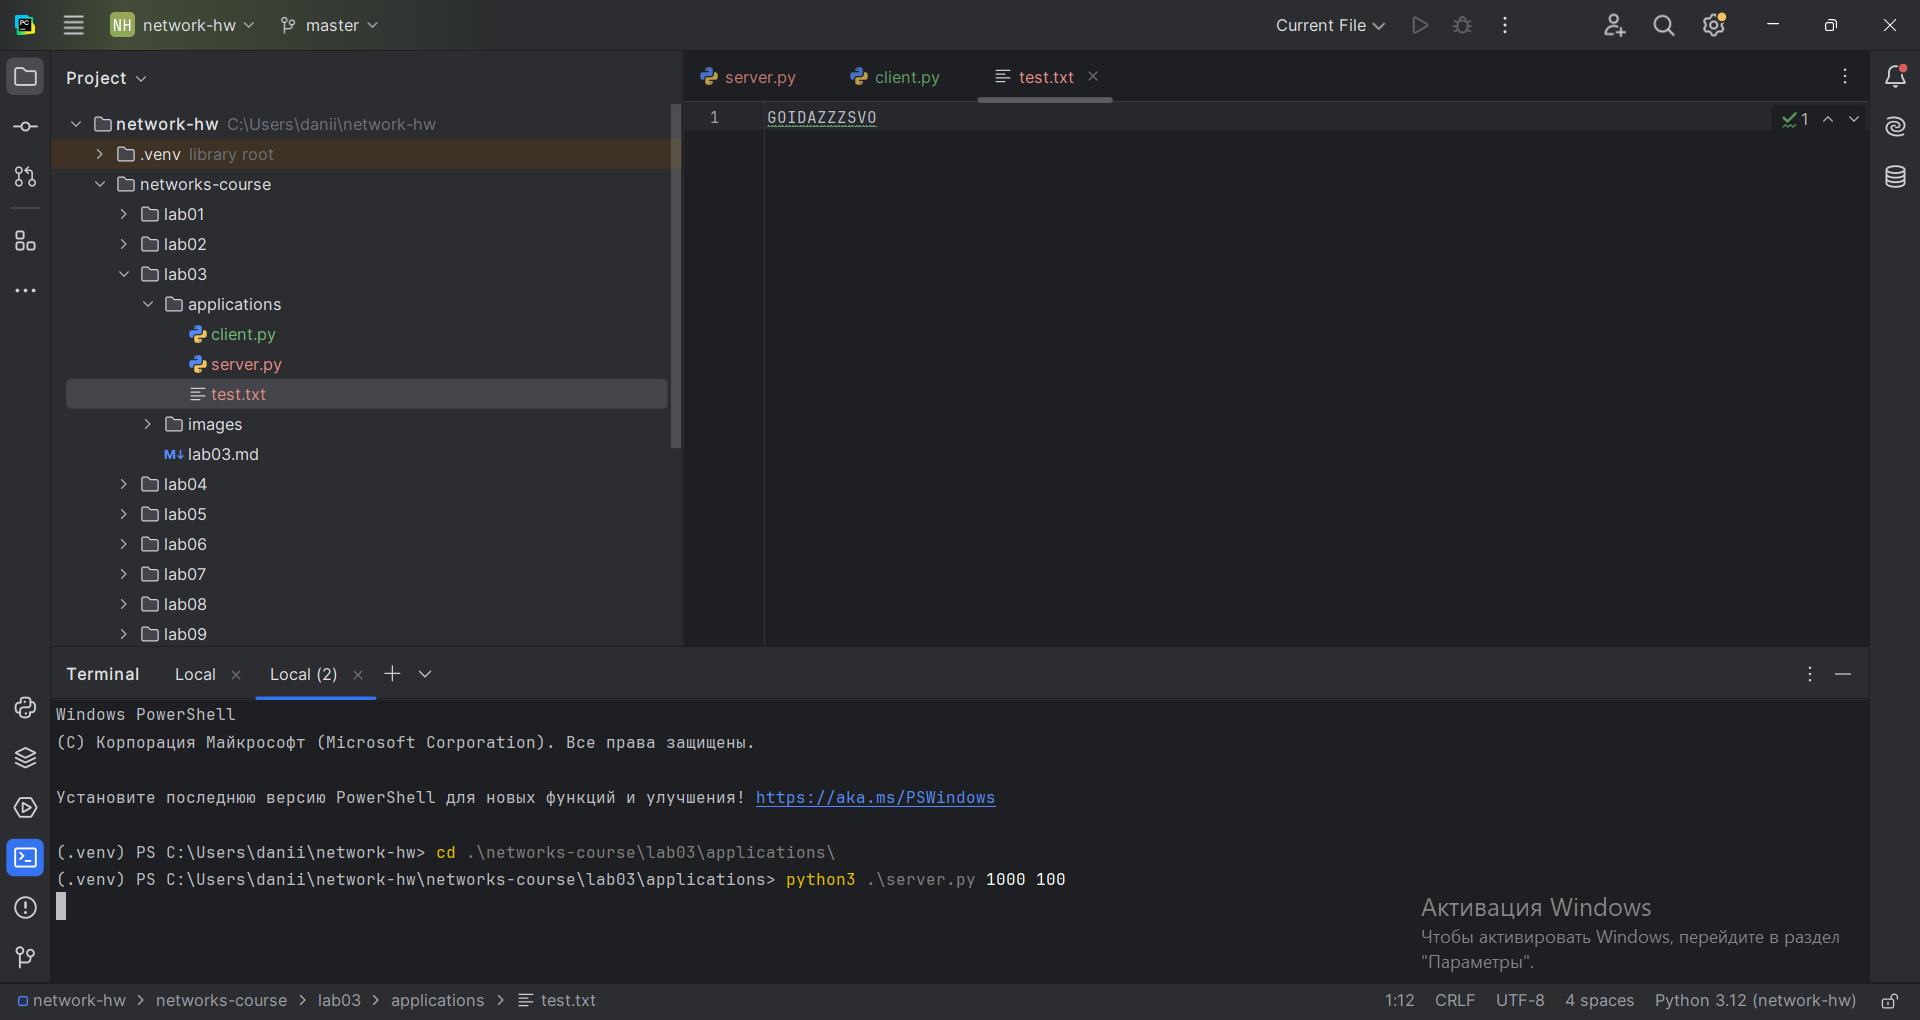 NH network-hw master Current File
Project
server.py client.py test.txt
network-hw C:\Users\danii\network-hw
1 GOIDAZZZSVO 1
.venv library root
networks-course
lab01
lab02
lab03
applications
client.py
server.py
test.txt
images
M↓ lab03.md
lab04
lab05
lab06
lab07
lab08
lab09
Terminal Local Local (2)
Windows PowerShell
(C) Корпорация Майкрософт (Microsoft Corporation). Все права защищены.
Установите последнюю версию PowerShell для новых функций и улучшения! https://aka.ms/PSWindows
(.venv) PS C:\Users\danii\network-hw> cd .\networks-course\lab03\applications\
(.venv) PS C:\Users\danii\network-hw\networks-course\lab03\applications> python3 .\server.py 1000 100
Активация Windows
Чтобы активировать Windows, перейдите в раздел
"Параметры".
network-hw > networks-course > lab03 > applications > test.txt 1:12 CRLF UTF-8 4 spaces Python 3.12 (network-hw)